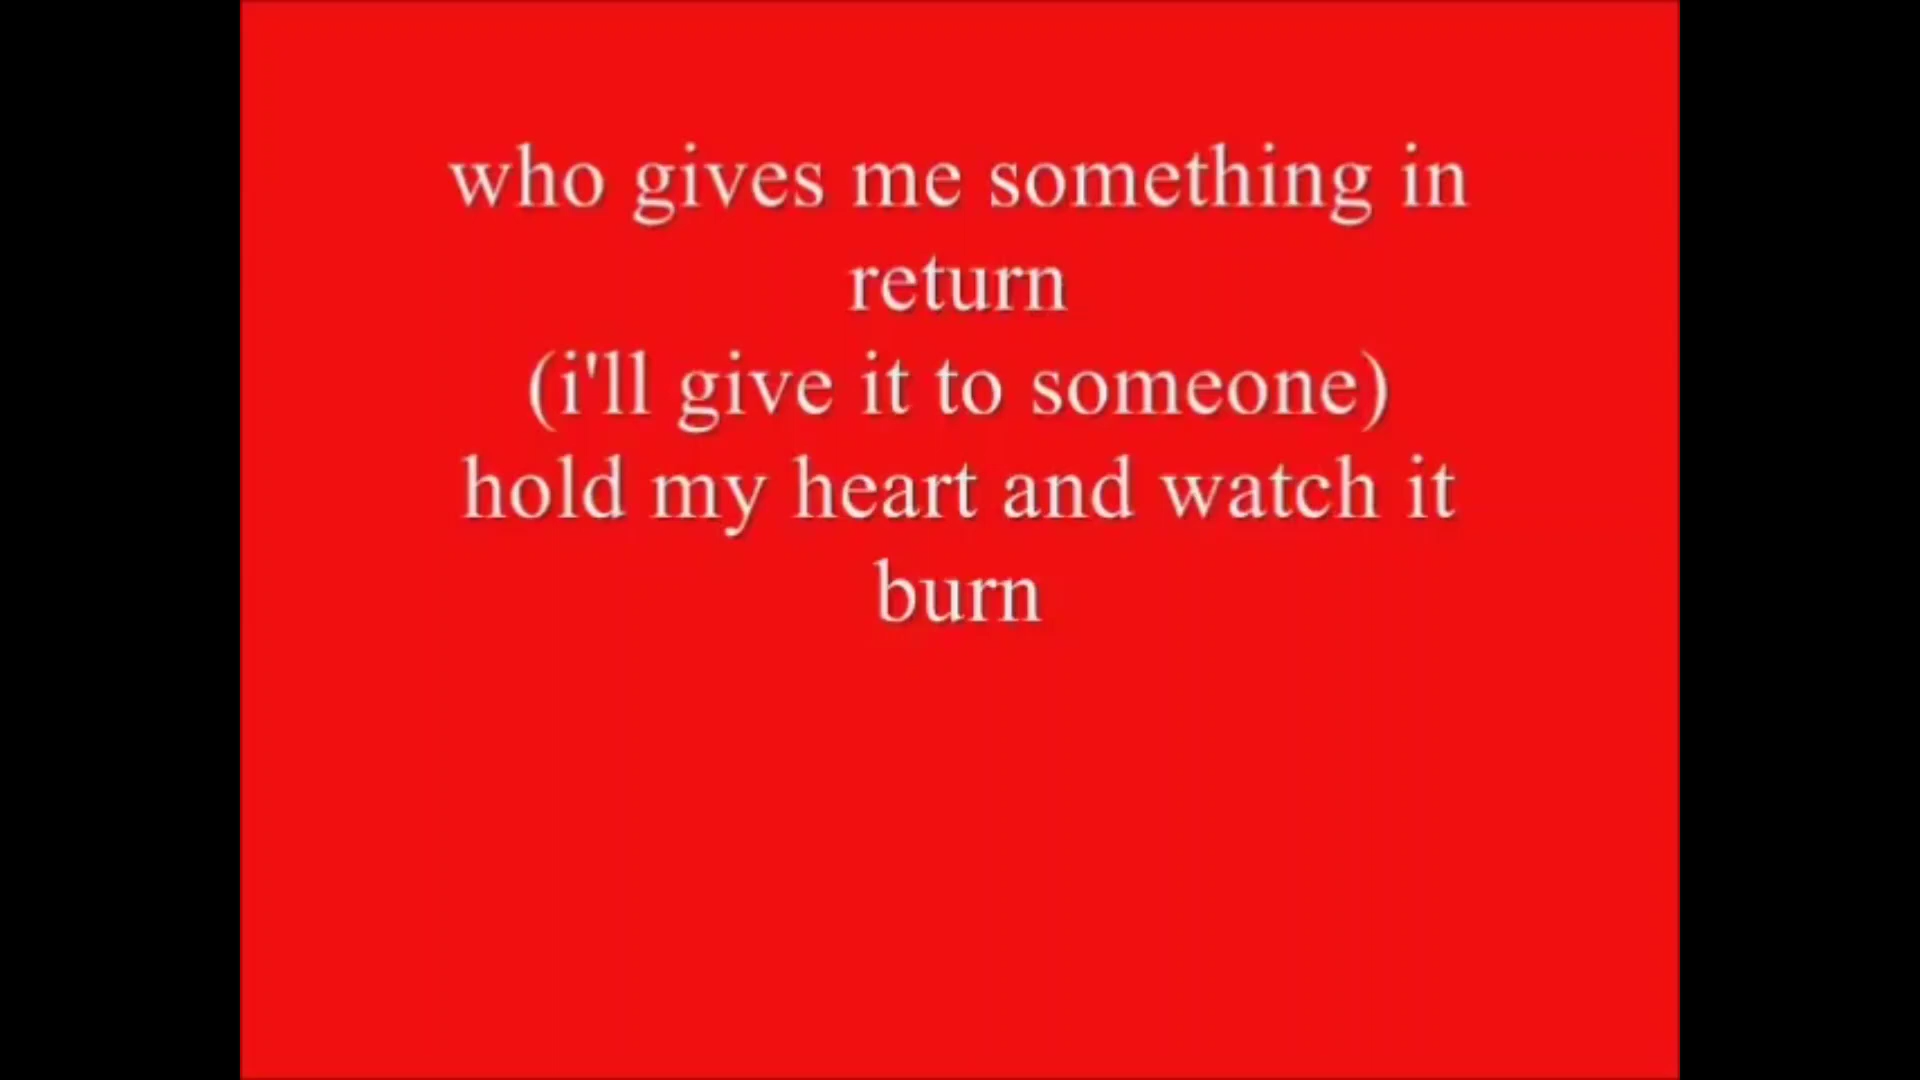 who gives me something in
return
(i'll give it to someone)
hold my heart and watch it
burn